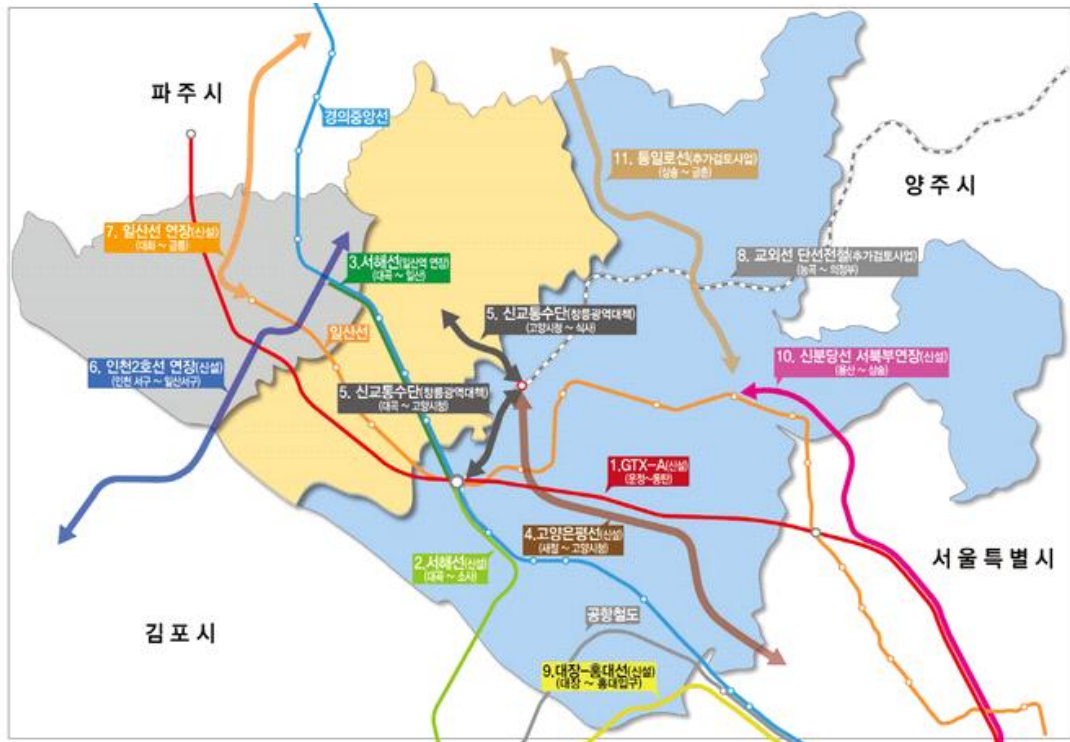 파주시
경의중앙선
11. 통일로선(추가검토사업)
(삼송 ~ 금촌)
양주시
7. 일산선 연장(신설)
(대화 ~ 금릉)
3.서해선(일산역 연장)
(대곡 ~ 일산)
8. 교외선 단선전철(추가검토사업)
(능곡 ~ 의정부)
5. 신교통수단(창릉광역대책)
(고양시청 ~ 식사)
일산선
6. 인천2호선 연장(신설)
(인천 서구 ~ 일산서구)
10. 신분당선 서북부연장(신설)
(용산 ~ 삼송)
5. 신교통수단(창릉광역대책)
(대곡 ~ 고양시청)
1.GTX-A(신설)
(운정~동탄)
4.고양은평선(신설)
(새절 ~ 고양시청)
2.서해선(신설)
(대곡 ~ 소사)
서울특별시
김포시
공항철도
9.대장-홍대선(신설)
(대장 ~ 홍대입구)